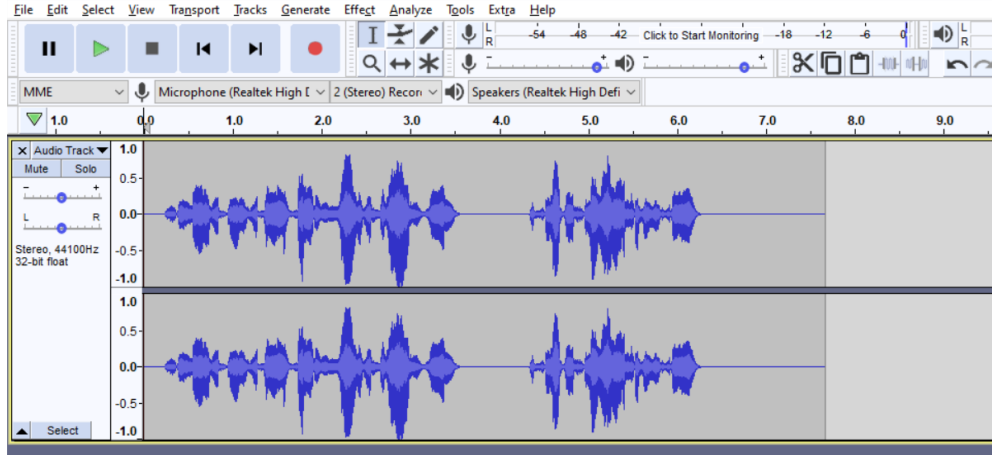 File Edit Select View Transport Tracks Generate Effect Analyze Tools Extra Help
L R -54 -48 -42 Click to Start Monitoring -18 -12 -6 0 L R
- + - +
MME Microphone (Realtek High D 2 (Stereo) Recor Speakers (Realtek High Defi
1.0 0.0 1.0 2.0 3.0 4.0 5.0 6.0 7.0 8.0 9.0
X Audio Track 1.0
Mute Solo
- + 0.5-
L R 0.0-
Stereo, 44100Hz -0.5-
32-bit float
-1.0
1.0
0.5-
0.0-
-0.5-
Select -1.0